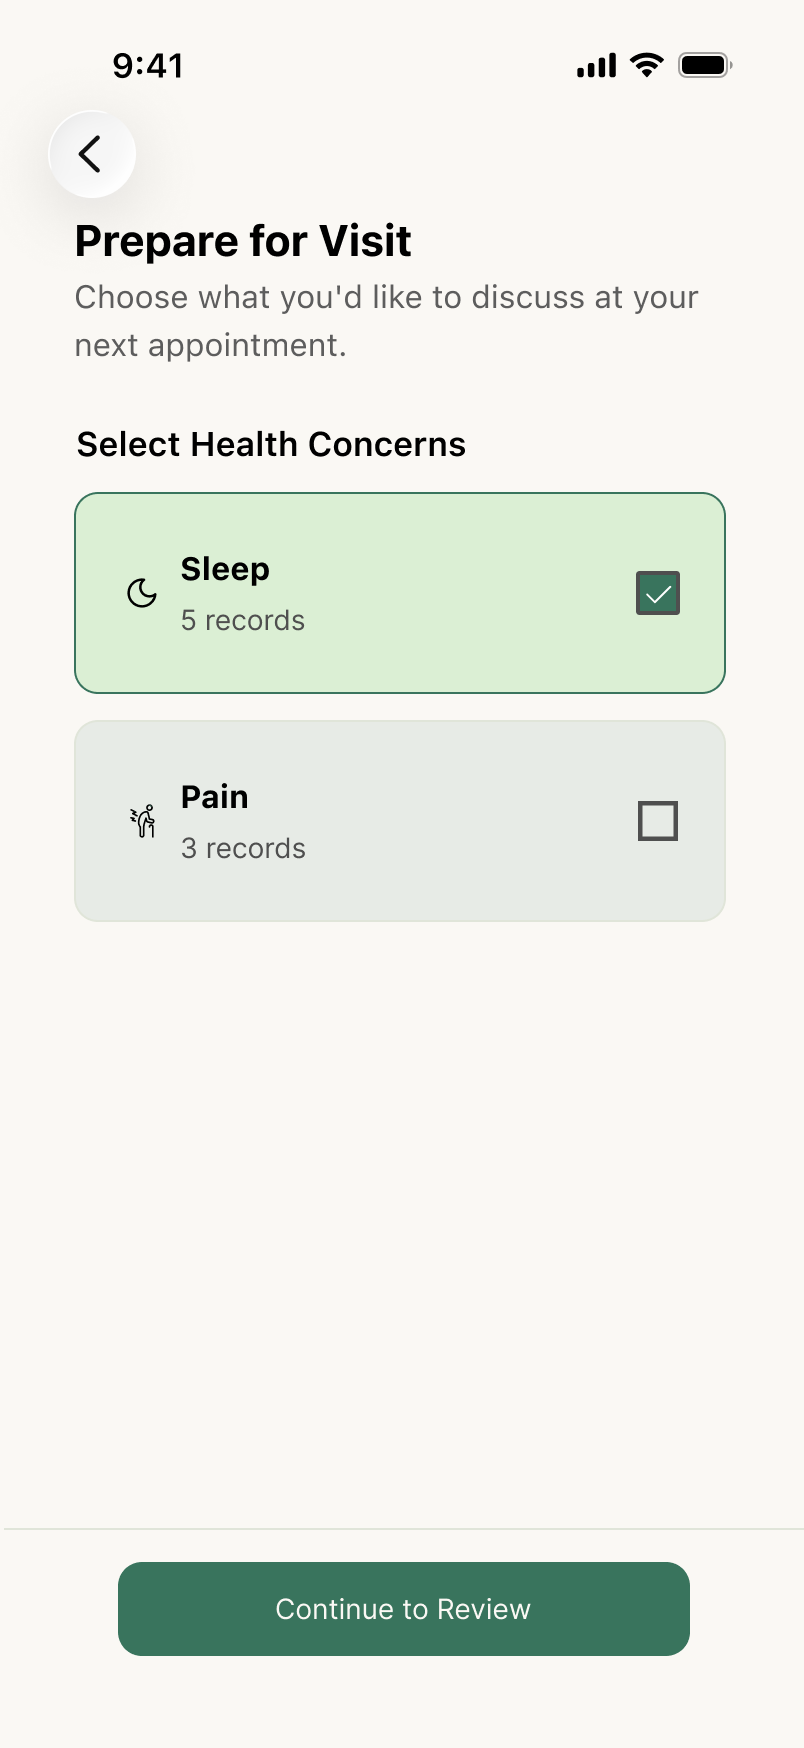 9:41
Prepare for Visit
Choose what you'd like to discuss at your
next appointment.
Select Health Concerns
Sleep
5 records
Pain
3 records
Continue to Review